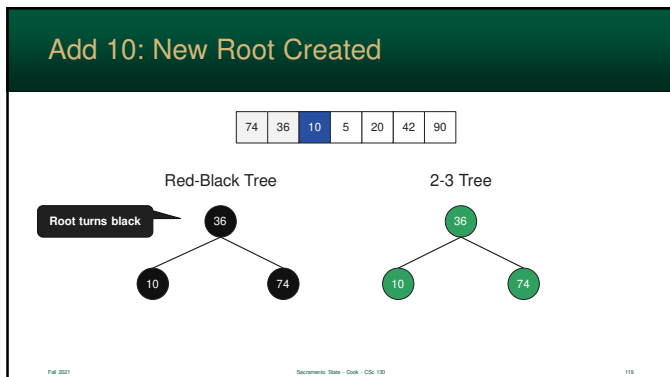 Add 10: New Root Created
74 36 10 5 20 42 90
Red-Black Tree
2-3 Tree
Root turns black
36
36
10
74
10
74
Fall 2021
Sacramento State - Cook - CSc 130
119